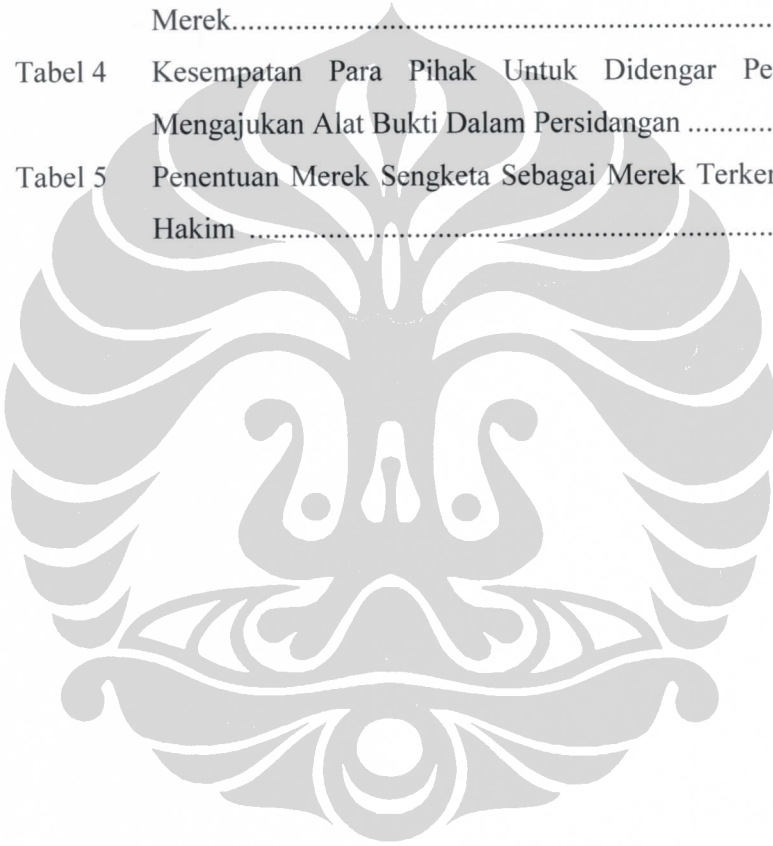 Merek..........................................................................
Tabel 4 Kesempatan Para Pihak Untuk Didengar
Mengajukan Alat Bukti Dalam Persidangan ............
Tabel 5 Penentuan Merek Sengketa Sebagai Merek
Hakim ........................................................................